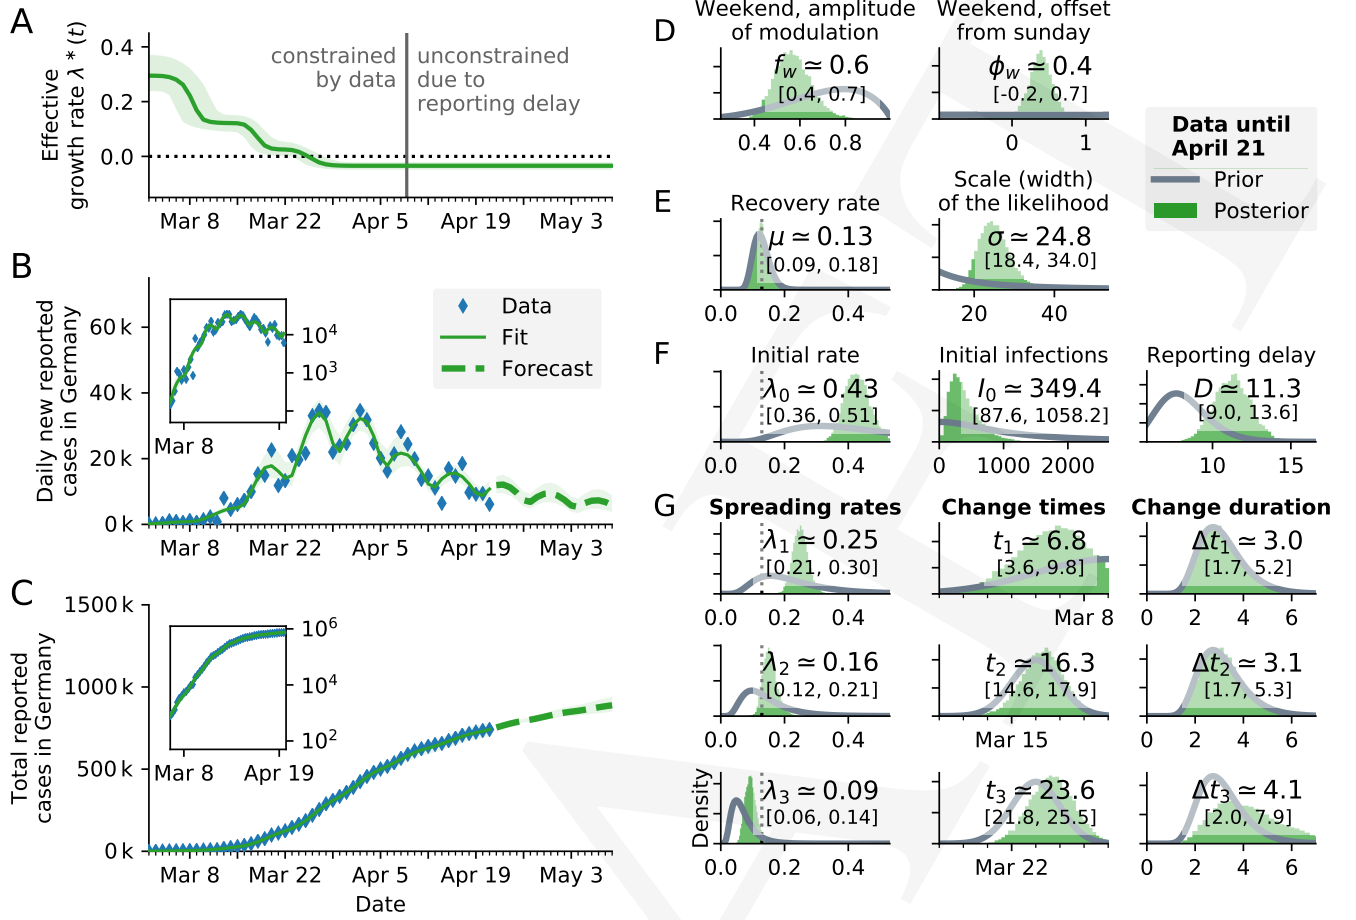 A
Effective
growth rate λ* (t)
0.4
0.2
0.0
constrained
by data
unconstrained
due to
reporting delay
Mar 8
Mar 22
Apr 5
Apr 19
May 3
B
Daily new reported
cases in Germany
60 k
40 k
20 k
0 k
10⁴
10³
Mar 8
Data
Fit
Forecast
Mar 8
Mar 22
Apr 5
Apr 19
May 3
C
Total reported
cases in Germany
1500 k
1000 k
500 k
0 k
10⁶
10⁴
10²
Mar 8
Apr 19
Mar 8
Mar 22
Apr 5
Apr 19
May 3
Date
D
Weekend, amplitude
of modulation
f_w ≃ 0.6
[0.4, 0.7]
0.4 0.6 0.8
Weekend, offset
from sunday
ϕ_w ≃ 0.4
[-0.2, 0.7]
0 1
Data until
April 21
Prior
Posterior
E
Recovery rate
μ ≃ 0.13
[0.09, 0.18]
0.0 0.2 0.4
Scale (width)
of the likelihood
σ ≃ 24.8
[18.4, 34.0]
20 40
F
Initial rate
λ₀ ≃ 0.43
[0.36, 0.51]
0.0 0.2 0.4
Initial infections
I₀ ≃ 349.4
[87.6, 1058.2]
0 1000 2000
Reporting delay
D ≃ 11.3
[9.0, 13.6]
10 15
G
Spreading rates
λ₁ ≃ 0.25
[0.21, 0.30]
0.0 0.2 0.4
Change times
t₁ ≃ 6.8
[3.6, 9.8]
Mar 8
Change duration
Δt₁ ≃ 3.0
[1.7, 5.2]
0 2 4 6
λ₂ ≃ 0.16
[0.12, 0.21]
0.0 0.2 0.4
t₂ ≃ 16.3
[14.6, 17.9]
Mar 15
Δt₂ ≃ 3.1
[1.7, 5.3]
0 2 4 6
Density
λ₃ ≃ 0.09
[0.06, 0.14]
0.0 0.2 0.4
t₃ ≃ 23.6
[21.8, 25.5]
Mar 22
Δt₃ ≃ 4.1
[2.0, 7.9]
0 2 4 6